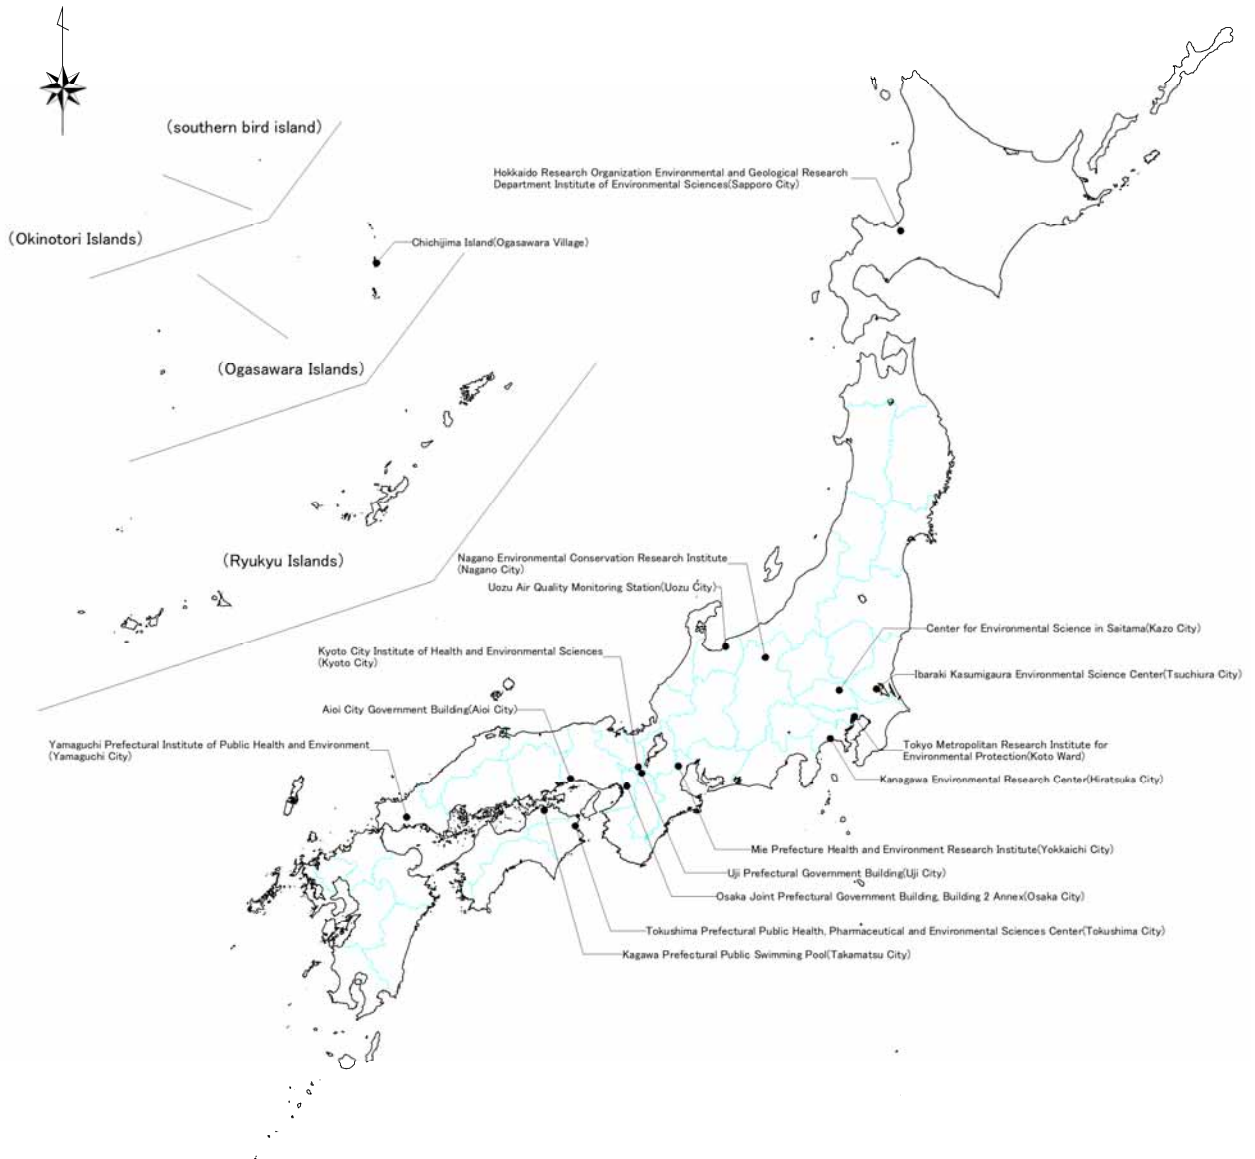 (southern bird island)
Hokkaido Research Organization Environmental and Geological Research
Department Institute of Environmental Sciences(Sapporo City)
(Okinotori Islands)
Chichijima Island(Ogasawara Village)
(Ogasawara Islands)
(Ryukyu Islands)
Nagano Environmental Conservation Research Institute
(Nagano City)
Uozu Air Quality Monitoring Station(Uozu City)
Center for Environmental Science in Saitama(Kazo City)
Kyoto City Institute of Health and Environmental Sciences
(Kyoto City)
Ibaraki Kasumigaura Environmental Science Center(Tsuchiura City)
Aioi City Government Building(Aioi City)
Yamaguchi Prefectural Institute of Public Health and Environment
(Yamaguchi City)
Tokyo Metropolitan Research Institute for
Environmental Protection(Koto Ward)
Kanagawa Environmental Research Center(Hiratsuka City)
Mie Prefecture Health and Environment Research Institute(Yokkaichi City)
Uji Prefectural Government Building(Uji City)
Osaka Joint Prefectural Government Building, Building 2 Annex(Osaka City)
Tokushima Prefectural Public Health, Pharmaceutical and Environmental Sciences Center(Tokushima City)
Kagawa Prefectural Public Swimming Pool(Takamatsu City)